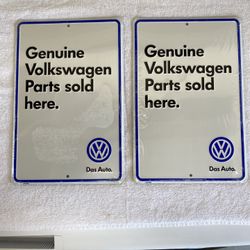 Genuine
Volkswagen
Parts sold
here.
Das Auto.
Genuine
Volkswagen
Parts sold
here.
Das Auto.